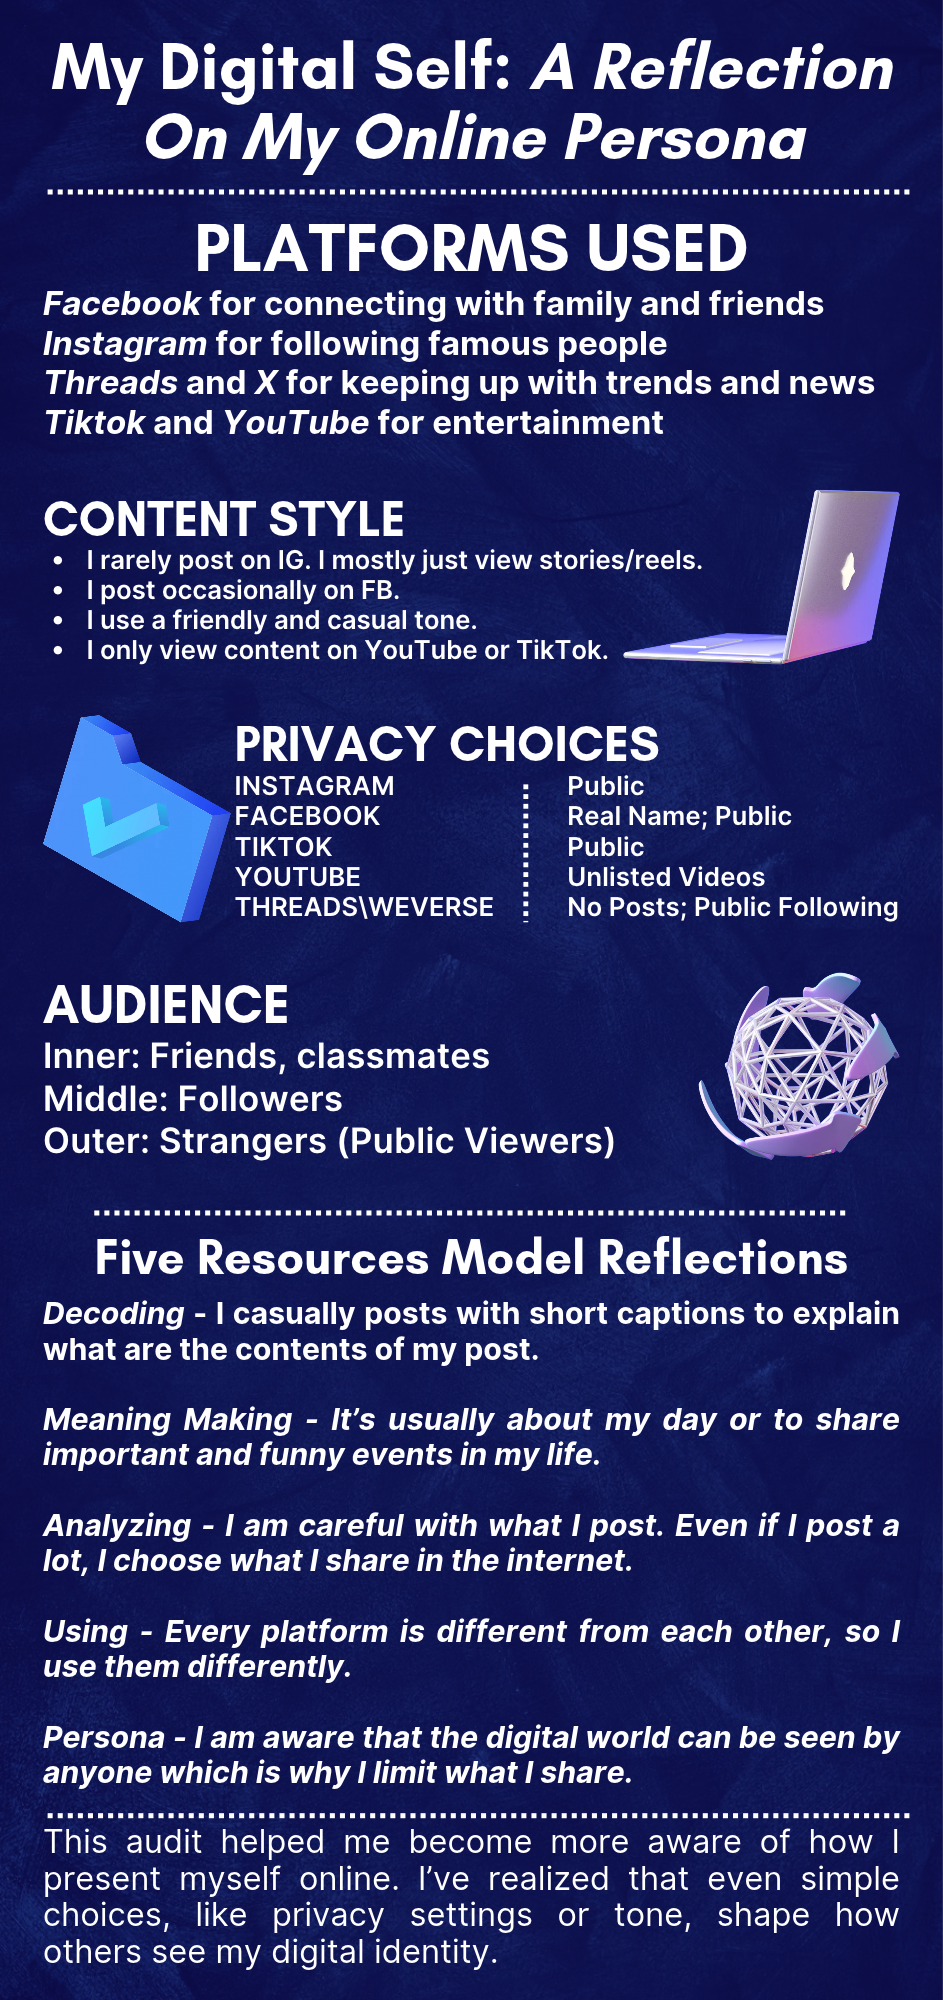 My Digital Self: A Reflection
On My Online Persona
PLATFORMS USED
Facebook for connecting with family and friends
Instagram for following famous people
Threads and X for keeping up with trends and news
Tiktok and YouTube for entertainment
CONTENT STYLE
• I rarely post on IG. I mostly just view stories/reels.
• I post occasionally on FB.
• I use a friendly and casual tone.
• I only view content on YouTube or TikTok.
PRIVACY CHOICES
INSTAGRAM Public
FACEBOOK Real Name; Public
TIKTOK Public
YOUTUBE Unlisted Videos
THREADS\WEVERSE No Posts; Public Following
AUDIENCE
Inner: Friends, classmates
Middle: Followers
Outer: Strangers (Public Viewers)
Five Resources Model Reflections
Decoding - I casually posts with short captions to explain
what are the contents of my post.
Meaning Making - It’s usually about my day or to share
important and funny events in my life.
Analyzing - I am careful with what I post. Even if I post a
lot, I choose what I share in the internet.
Using - Every platform is different from each other, so I
use them differently.
Persona - I am aware that the digital world can be seen by
anyone which is why I limit what I share.
This audit helped me become more aware of how I
present myself online. I’ve realized that even simple
choices, like privacy settings or tone, shape how
others see my digital identity.